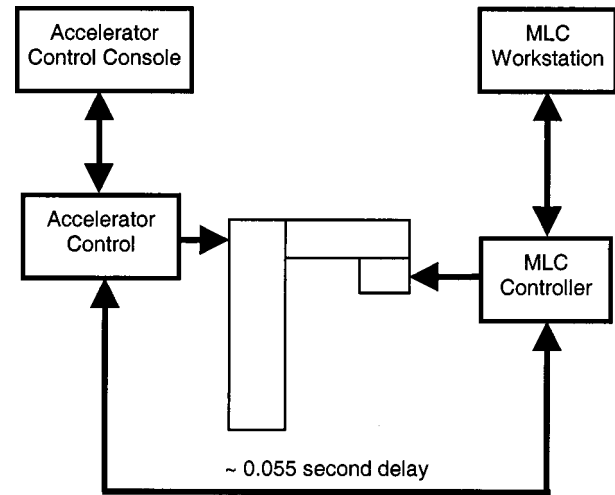 Accelerator
Control Console
MLC
Workstation
Accelerator
Control
MLC
Controller
~ 0.055 second delay